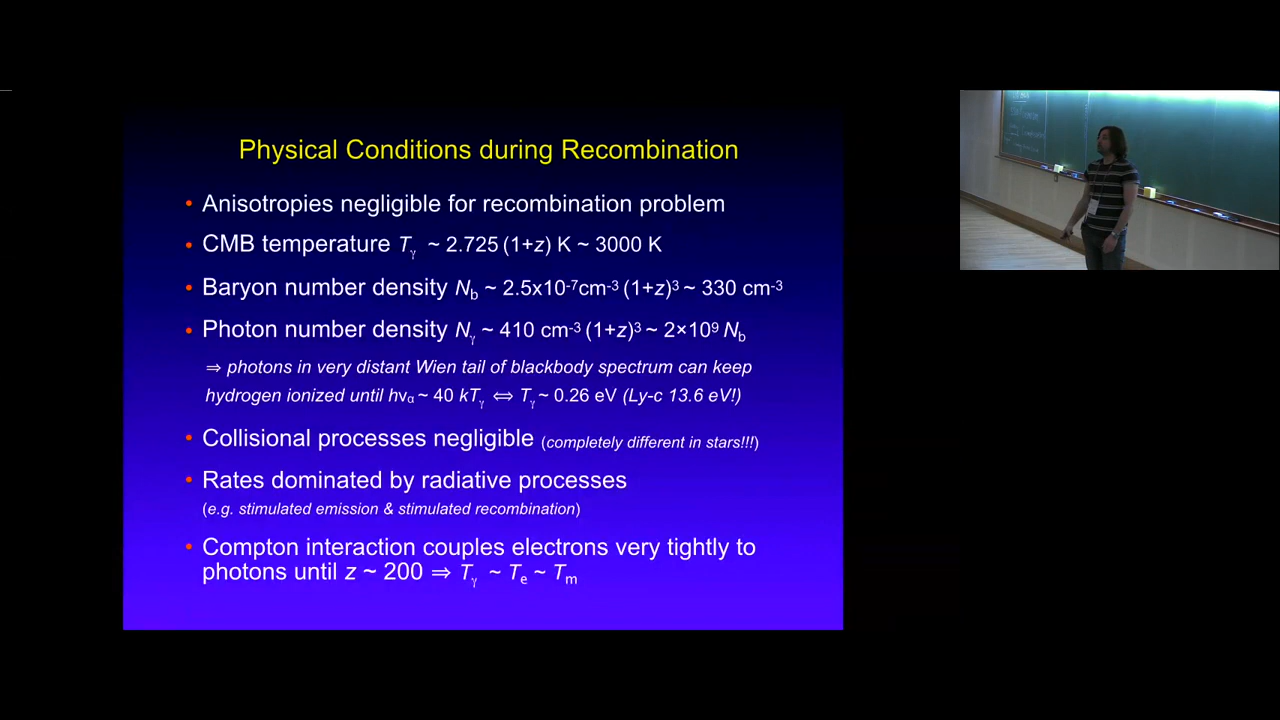 Physical Conditions during Recombination
• Anisotropies negligible for recombination problem
• CMB temperature Tγ ~ 2.725 (1+z) K ~ 3000 K
• Baryon number density Nb ~ 2.5x10-7cm-3 (1+z)3 ~ 330 cm-3
• Photon number density Nγ ~ 410 cm-3 (1+z)3 ~ 2×109 Nb
⇒ photons in very distant Wien tail of blackbody spectrum can keep
hydrogen ionized until hνα ~ 40 kTγ ⇔ Tγ ~ 0.26 eV (Ly-c 13.6 eV!)
• Collisional processes negligible (completely different in stars!!!)
• Rates dominated by radiative processes
(e.g. stimulated emission & stimulated recombination)
• Compton interaction couples electrons very tightly to
photons until z ~ 200 ⇒ Tγ ~ Te ~ Tm